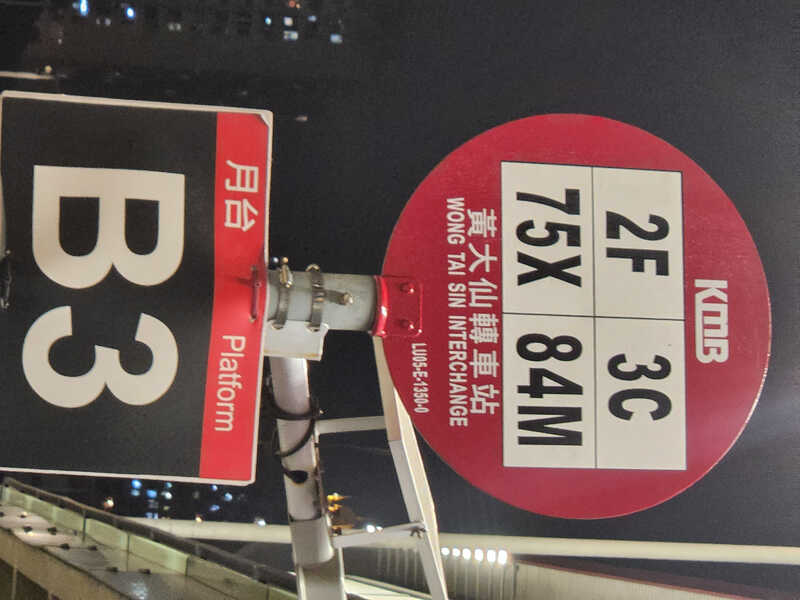 KMB
2F 3C
75X 84M
黃大仙轉車站
WONG TAI SIN INTERCHANGE
LU05-E-1350-0
月台 Platform
B3